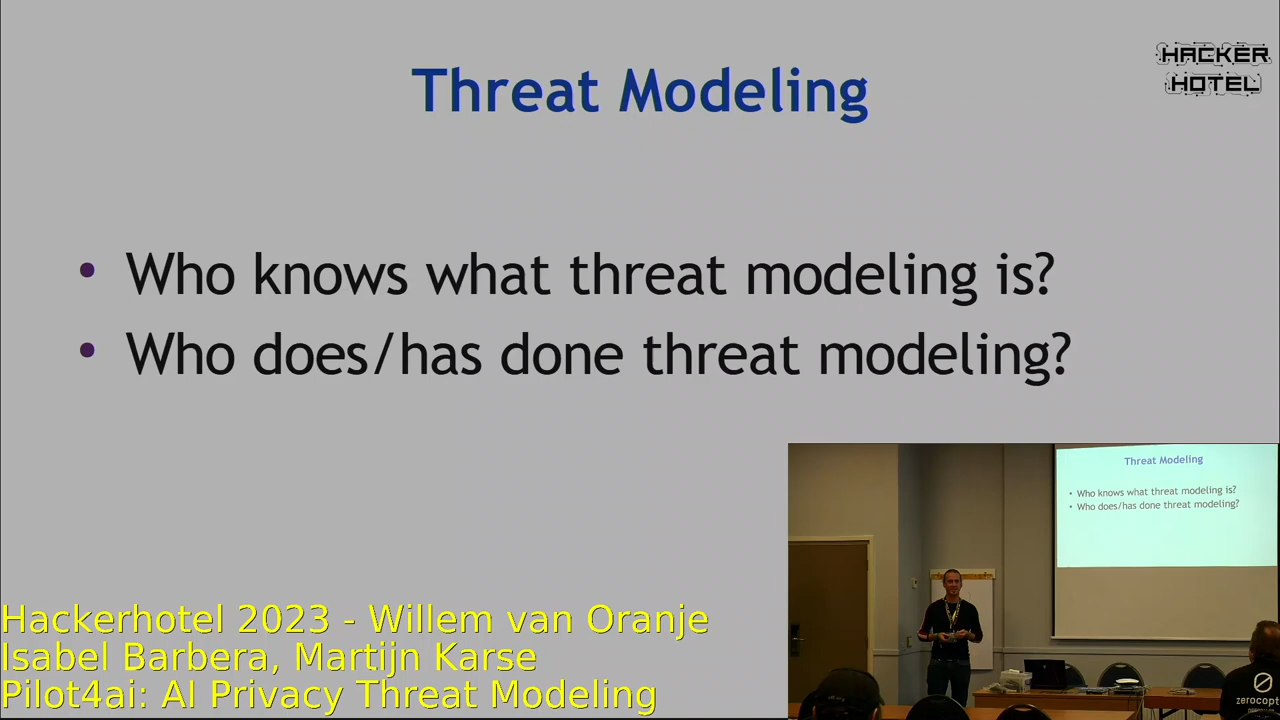 Threat Modeling
HACKER
HOTEL
• Who knows what threat modeling is?
• Who does/has done threat modeling?
Threat Modeling
• Who knows what threat modeling is?
• Who does/has done threat modeling?
Hackerhotel 2023 - Willem van Oranje
Isabel Barbera, Martijn Karse
Pilot4ai: AI Privacy Threat Modeling